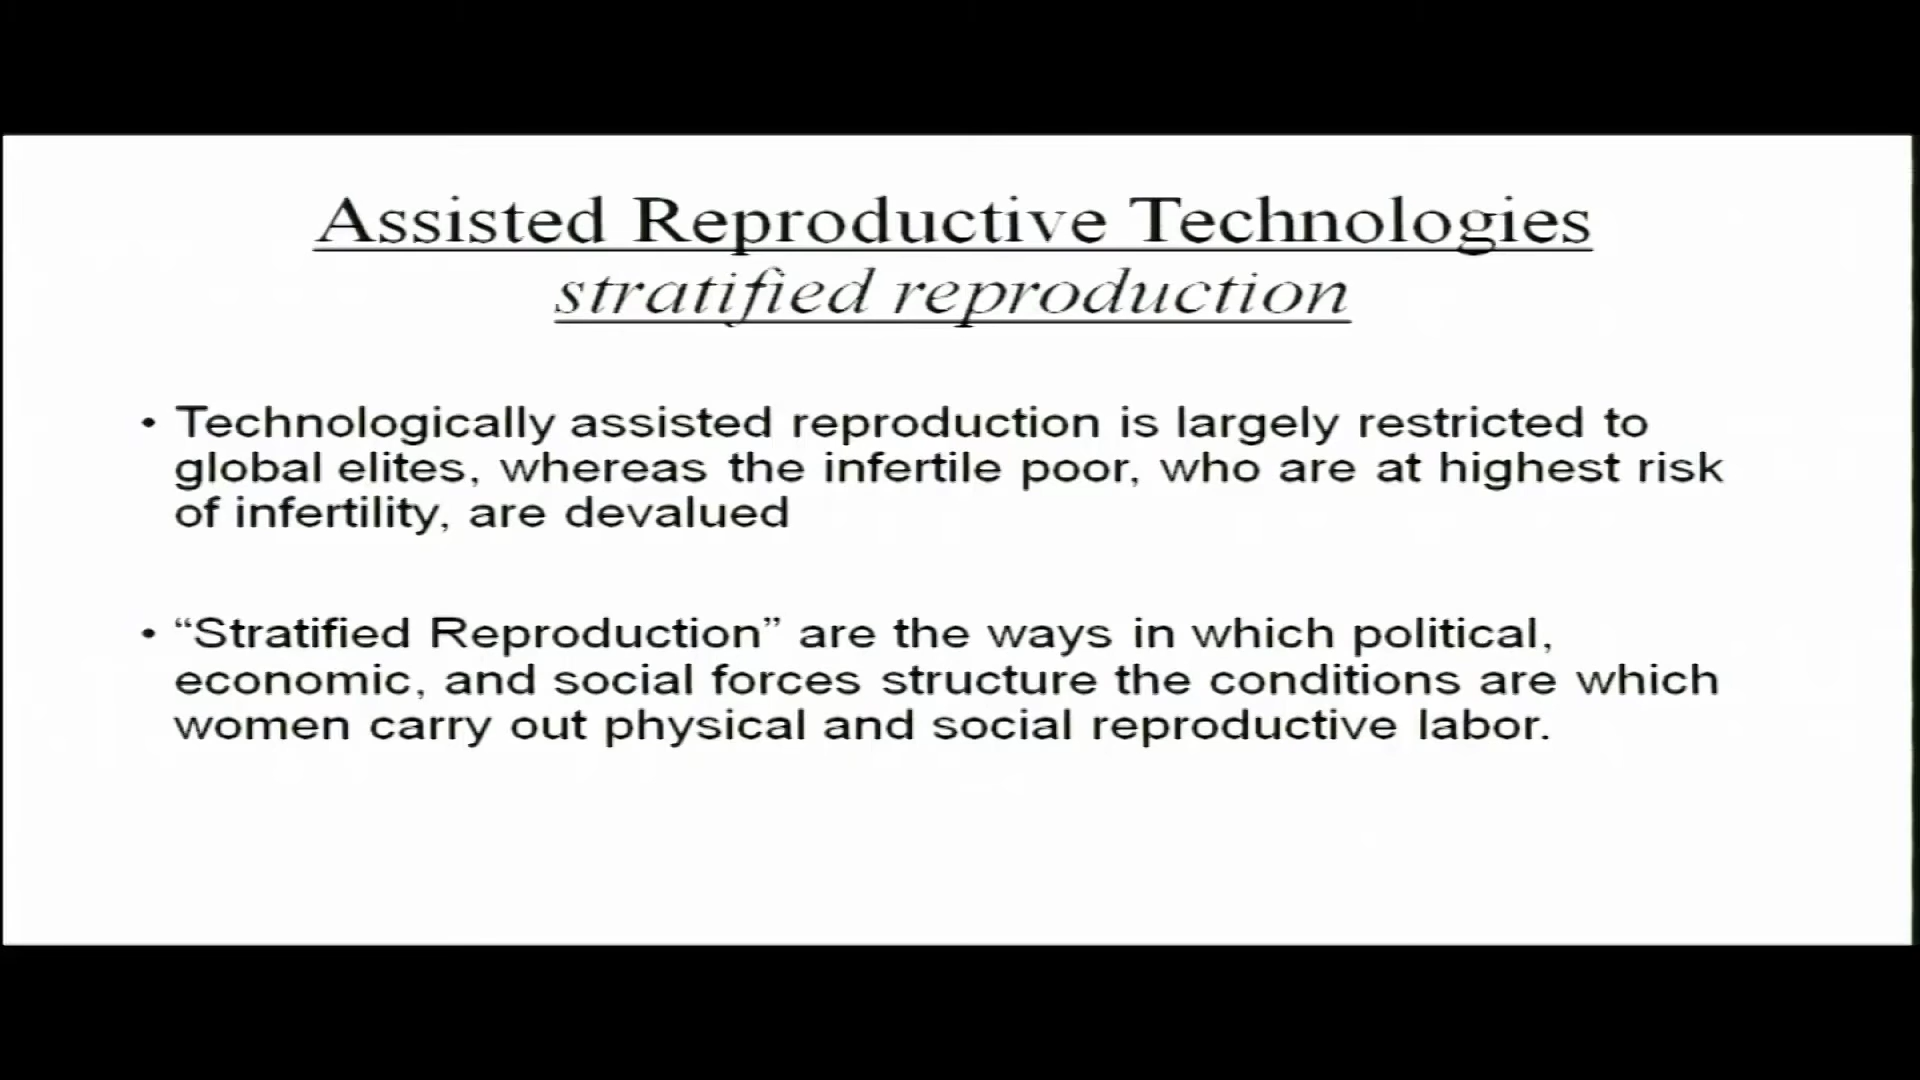 Assisted Reproductive Technologies
stratified reproduction
• Technologically assisted reproduction is largely restricted to
global elites, whereas the infertile poor, who are at highest risk
of infertility, are devalued
• “Stratified Reproduction” are the ways in which political,
economic, and social forces structure the conditions are which
women carry out physical and social reproductive labor.